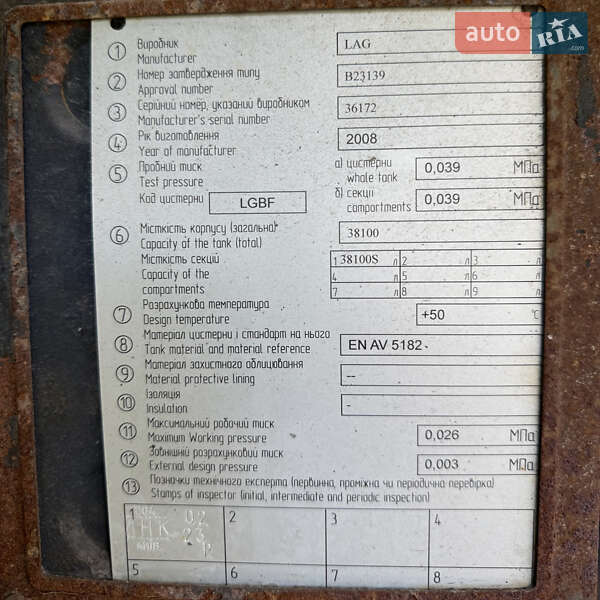 auto RIA .com
1 Виробник LAG
Manufacturer
2 Номер затвердження типу B23139
Approval number
3 Серійний номер, указаний виробником 36172
Manufacturer's serial number
4 Рік виготовлення 2008
Year of manufacturer
5 Пробний тиск а) цистерни 0,039 МПа
Test pressure whole tank
Код цистерни LGBF б) секції 0,039 МПа
compartments
6 Місткість корпусу (загальна) 38100
Capacity of the tank (total)
Місткість секцій 1 38100S л 2 л 3 л
Capacity of the 4 л 5 л 6 л
compartments 7 л 8 л 9 л
7 Розрахункова температура +50 °C
Design temperature
8 Матеріал цистерни і стандарт на нього EN AV 5182-
Tank material and material reference
9 Матеріал захистного облицювання --
Material protective lining
10 Ізоляція -
Insulation
11 Максимальний робочий тиск 0,026 МПа
Maximum Working pressure
12 Зовнішній розрахунковий тиск 0,003 МПа
External design pressure
13 Позначки технічного експерта (первинна, проміжна чи періодична перевірка)
Stamps of inspector (initial, intermediate and periodic inspection)
1 2 3 4
02
НК 23
P
5 6 7 8